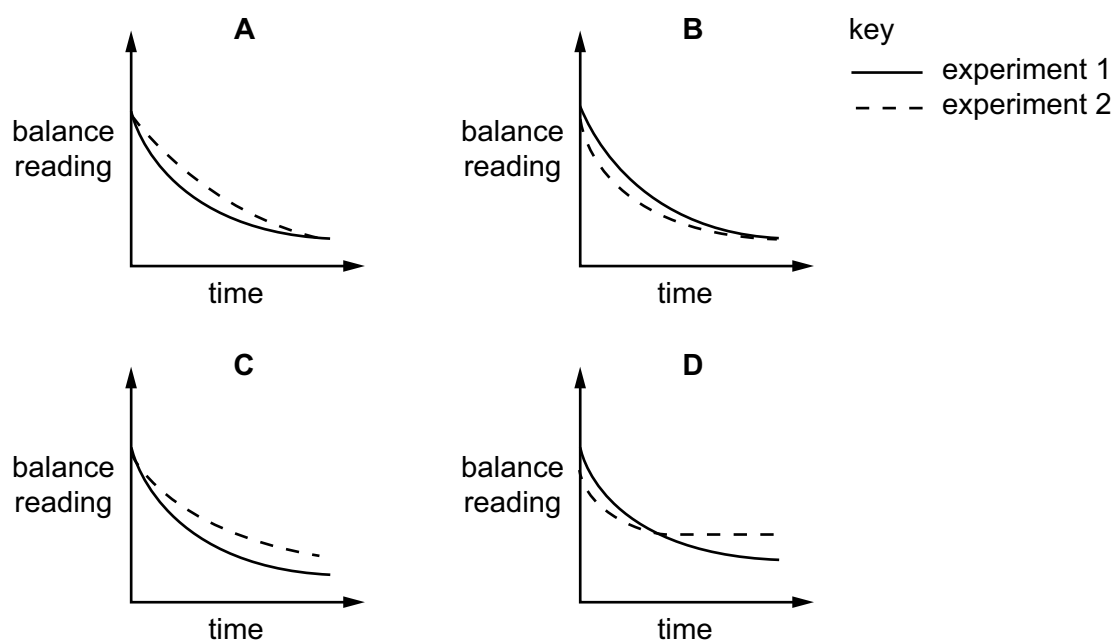 A
balance
reading
time
B
balance
reading
time
key
experiment 1
experiment 2
C
balance
reading
time
D
balance
reading
time